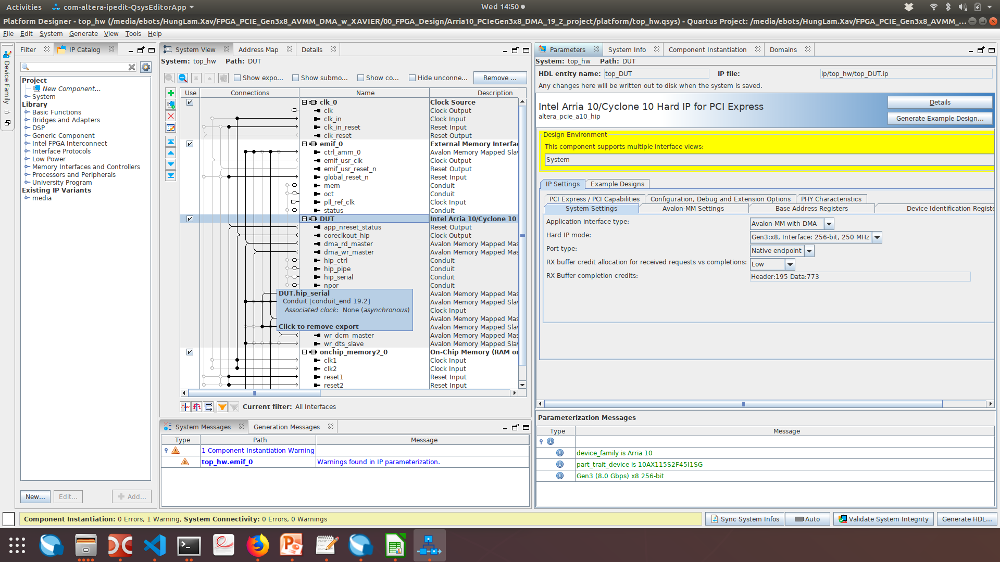 Activities
com-altera-ipedit-QsysEditorApp
Wed 14:50
Platform Designer - top_hw (/media/ebots/HungLam.Xav/FPGA_PCIE_Gen3x8_AVMM_DMA_w_XAVIER/00_FPGA_Design/Arria10_PCIeGen3x8_DMA_19_2_project/platform/top_hw.qsys) - Quartus Project: /media/ebots/HungLam.Xav/FPGA_PCIE_Gen3x8_AVMM_...
File Edit System Generate View Tools Help
Device Family
Filter
IP Catalog
Project
New Component...
System
Library
Basic Functions
Bridges and Adapters
DSP
Generic Component
Intel FPGA Interconnect
Interface Protocols
Low Power
Memory Interfaces and Controllers
Processors and Peripherals
University Program
Existing IP Variants
media
New...
Edit...
Add...
System View
Address Map
Details
System: top_hw Path: DUT
Show expo...
Show submo...
Show co...
Hide unconne...
Remove ...
Use Connections Name Description
clk_0 Clock Source
clk Clock Output
clk_in Clock Input
clk_in_reset Reset Input
clk_reset Reset Output
emif_0 External Memory Interfac
ctrl_amm_0 Avalon Memory Mapped Slav
emif_usr_clk Clock Output
emif_usr_reset_n Reset Output
global_reset_n Reset Input
mem Conduit
oct Conduit
pll_ref_clk Clock Input
status Conduit
DUT Intel Arria 10/Cyclone 10
app_nreset_status Reset Output
coreclkout_hip Clock Output
dma_rd_master Avalon Memory Mapped Mas
dma_wr_master Avalon Memory Mapped Mas
hip_ctrl Conduit
hip_pipe Conduit
hip_serial Conduit
npor Conduit
DUT.hip_serial
Conduit [conduit_end 19.2]
Associated clock: None (asynchronous)
Click to remove export
Avalon Memory Mapped Mas
Avalon Memory Mapped Slav
Clock Input
Avalon Memory Mapped Mas
Avalon Memory Mapped Slav
wr_dcm_master Avalon Memory Mapped Mas
wr_dts_slave Avalon Memory Mapped Slav
onchip_memory2_0 On-Chip Memory (RAM or
clk1 Clock Input
clk2 Clock Input
reset1 Reset Input
reset2 Reset Input
Current filter: All Interfaces
System Messages
Generation Messages
Type Path Message
1 Component Instantiation Warning
top_hw.emif_0 Warnings found in IP parameterization.
Parameters
System Info
Component Instantiation
Domains
System: top_hw Path: DUT
HDL entity name: top_DUT IP file: ip/top_hw/top_DUT.ip
Any changes here will be written out to disk when the system is saved.
Intel Arria 10/Cyclone 10 Hard IP for PCI Express
altera_pcie_a10_hip
Details
Generate Example Design...
Design Environment
This component supports multiple interface views:
System
IP Settings
Example Designs
PCI Express / PCI Capabilities
Configuration, Debug and Extension Options
PHY Characteristics
System Settings
Avalon-MM Settings
Base Address Registers
Device Identification Registe
Application interface type: Avalon-MM with DMA
Hard IP mode: Gen3:x8, Interface: 256-bit, 250 MHz
Port type: Native endpoint
RX buffer credit allocation for received requests vs completions: Low
RX Buffer completion credits: Header:195 Data:773
Parameterization Messages
Type Message
device_family is Arria 10
part_trait_device is 10AX115S2F45I1SG
Gen3 (8.0 Gbps) x8 256-bit
Component Instantiation: 0 Errors, 1 Warning, System Connectivity: 0 Errors, 0 Warnings
Sync System Infos
Auto
Validate System Integrity
Generate HDL...